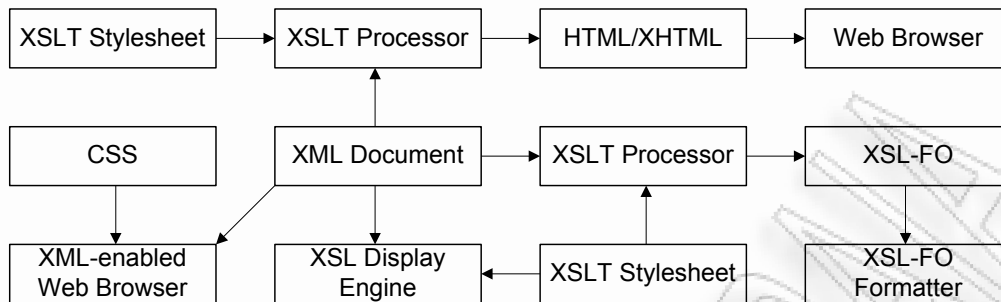 XSLT Stylesheet
XSLT Processor
HTML/XHTML
Web Browser
CSS
XML Document
XSLT Processor
XSL-FO
XML-enabled
Web Browser
XSL Display
Engine
XSLT Stylesheet
XSL-FO
Formatter